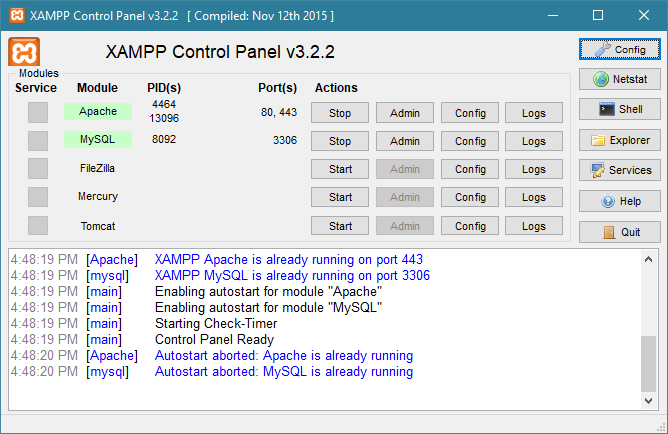 XAMPP Control Panel v3.2.2 [ Compiled: Nov 12th 2015 ]
XAMPP Control Panel v3.2.2
Config
Modules
Service Module PID(s) Port(s) Actions
Netstat
Apache 4464 13096 80, 443 Stop Admin Config Logs
Shell
MySQL 8092 3306 Stop Admin Config Logs
Explorer
FileZilla Start Admin Config Logs
Services
Mercury Start Admin Config Logs
Help
Tomcat Start Admin Config Logs
Quit
4:48:19 PM [Apache] XAMPP Apache is already running on port 443
4:48:19 PM [mysql] XAMPP MySQL is already running on port 3306
4:48:19 PM [main] Enabling autostart for module "Apache"
4:48:19 PM [main] Enabling autostart for module "MySQL"
4:48:19 PM [main] Starting Check-Timer
4:48:19 PM [main] Control Panel Ready
4:48:20 PM [Apache] Autostart aborted: Apache is already running
4:48:20 PM [mysql] Autostart aborted: MySQL is already running